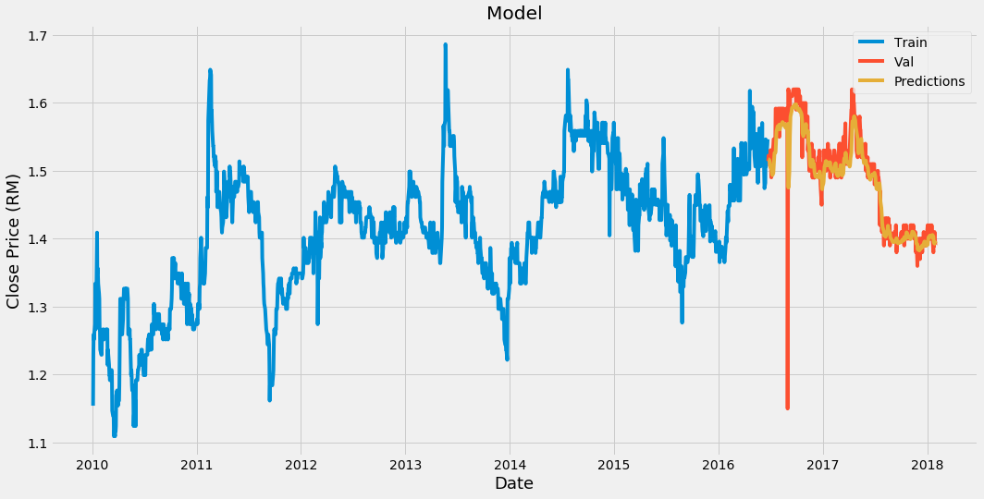 Model
Train
Val
Predictions
Close Price (RM)
1.7
1.6
1.5
1.4
1.3
1.2
1.1
2010 2011 2012 2013 2014 2015 2016 2017 2018
Date